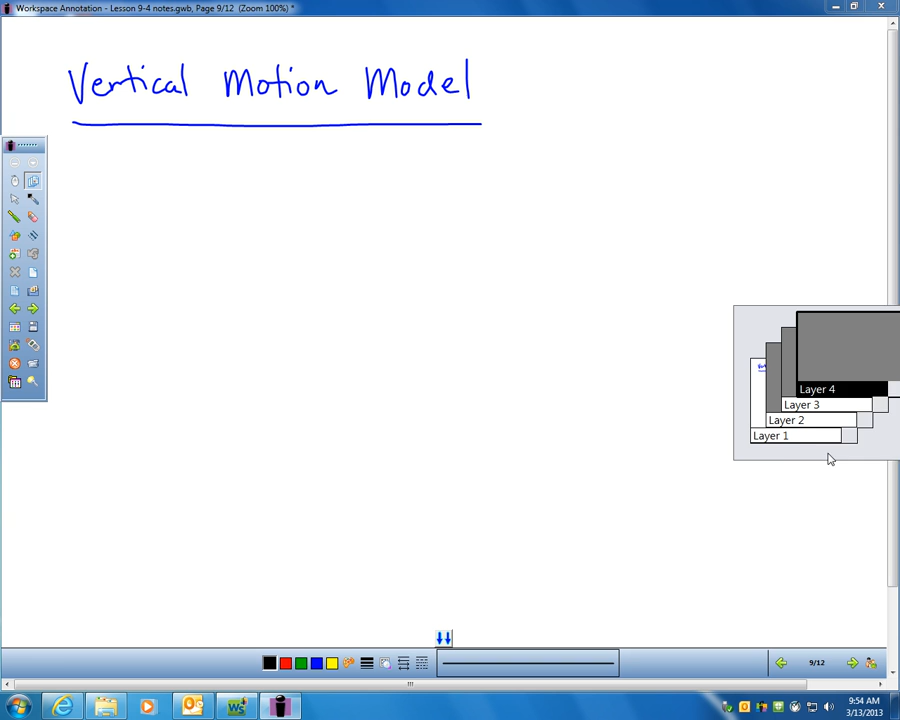 Workspace Annotation - Lesson 9-4 notes.gwb, Page 9/12 (Zoom 100%) *
Vertical Motion Model
Layer 4
Layer 3
Layer 2
Layer 1
9/12
9:54 AM
3/13/2013